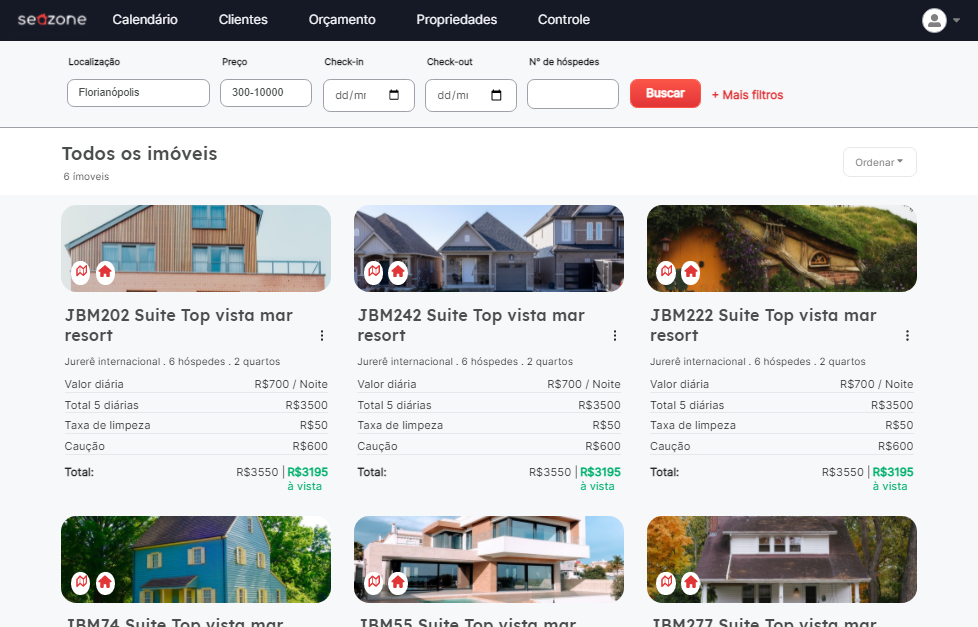 seazone Calendário Clientes Orçamento Propriedades Controle
Localização Preço Check-in Check-out Nº de hóspedes
Florianópolis 300-10000 dd/mr dd/mr Buscar + Mais filtros
Todos os imóveis
6 ímoveis
Ordenar
JBM202 Suite Top vista mar
resort
Jurerê internacional . 6 hóspedes . 2 quartos
Valor diária R$700 / Noite
Total 5 diárias R$3500
Taxa de limpeza R$50
Caução R$600
Total: R$3550 | R$3195
à vista
JBM242 Suite Top vista mar
resort
Jurerê internacional . 6 hóspedes . 2 quartos
Valor diária R$700 / Noite
Total 5 diárias R$3500
Taxa de limpeza R$50
Caução R$600
Total: R$3550 | R$3195
à vista
JBM222 Suite Top vista mar
resort
Jurerê internacional . 6 hóspedes . 2 quartos
Valor diária R$700 / Noite
Total 5 diárias R$3500
Taxa de limpeza R$50
Caução R$600
Total: R$3550 | R$3195
à vista
JBM74 Suite Top vista mar
JBM55 Suite Top vista mar
JBM277 Suite Top vista mar